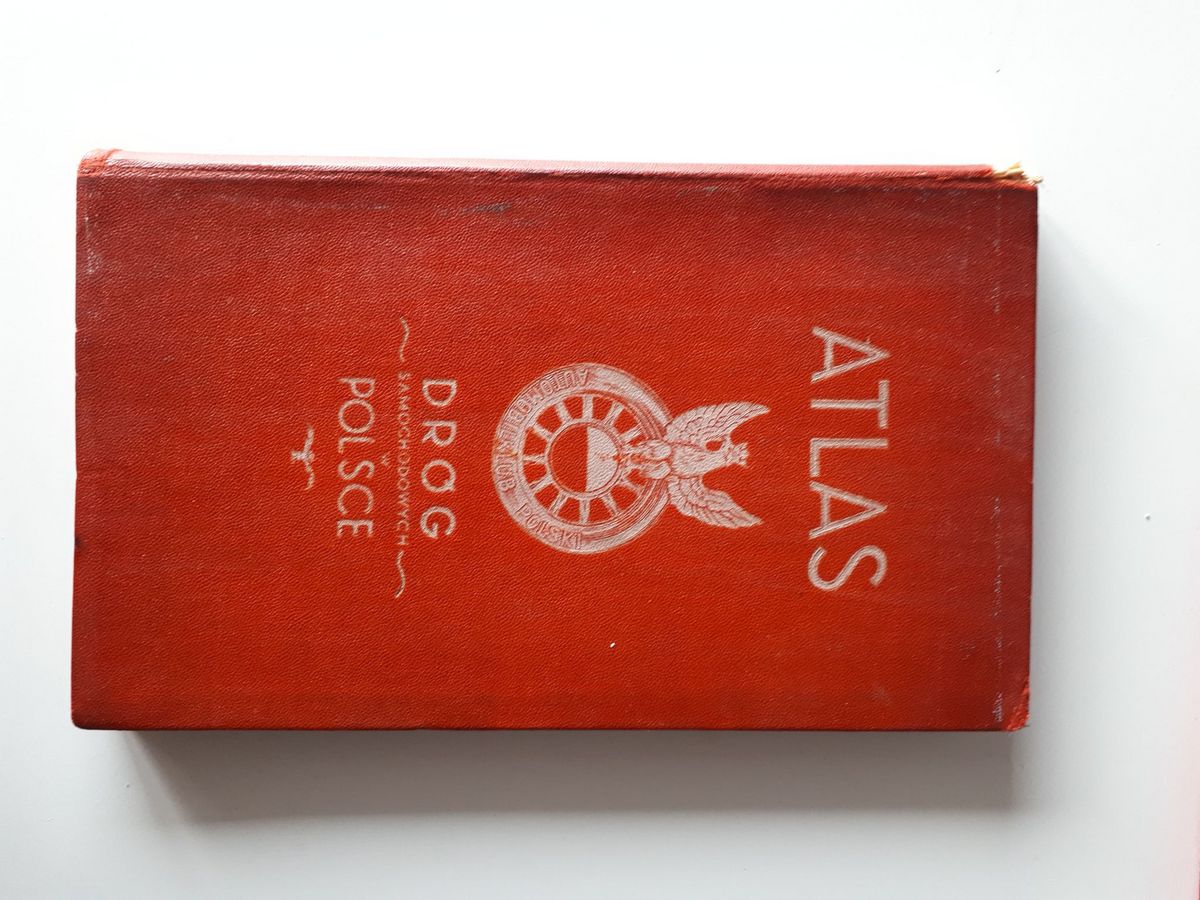 ATLAS
AUTOMOBILKLUB POLSKI
DRÓG
SAMOCHODOWYCH
W
POLSCE